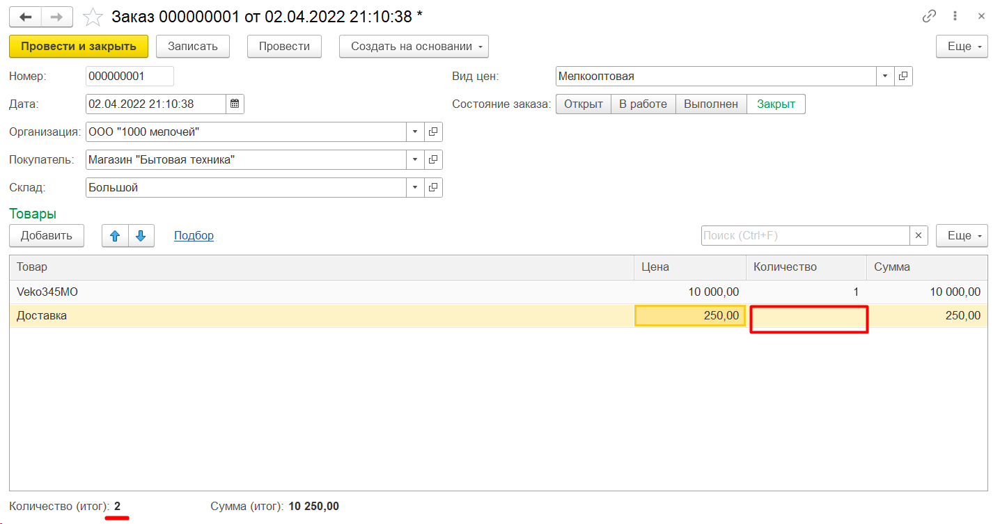 Заказ 000000001 от 02.04.2022 21:10:38 *
Провести и закрыть Записать Провести Создать на основании Еще
Номер: 000000001 Вид цен: Мелкооптовая
Дата: 02.04.2022 21:10:38 Состояние заказа: Открыт В работе Выполнен Закрыт
Организация: ООО "1000 мелочей"
Покупатель: Магазин "Бытовая техника"
Склад: Большой
Товары
Добавить Подбор Поиск (Ctrl+F) Еще
Товар Цена Количество Сумма
Veko345MO 10 000,00 1 10 000,00
Доставка 250,00 250,00
Количество (итог): 2 Сумма (итог): 10 250,00